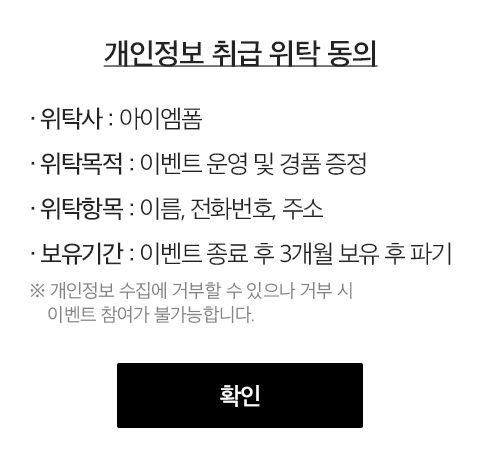 개인정보 취급 위탁 동의
· 위탁사 : 아이엠폼
· 위탁목적 : 이벤트 운영 및 경품 증정
· 위탁항목 : 이름, 전화번호, 주소
· 보유기간 : 이벤트 종료 후 3개월 보유 후 파기
※ 개인정보 수집에 거부할 수 있으나 거부 시
이벤트 참여가 불가능합니다.
확인